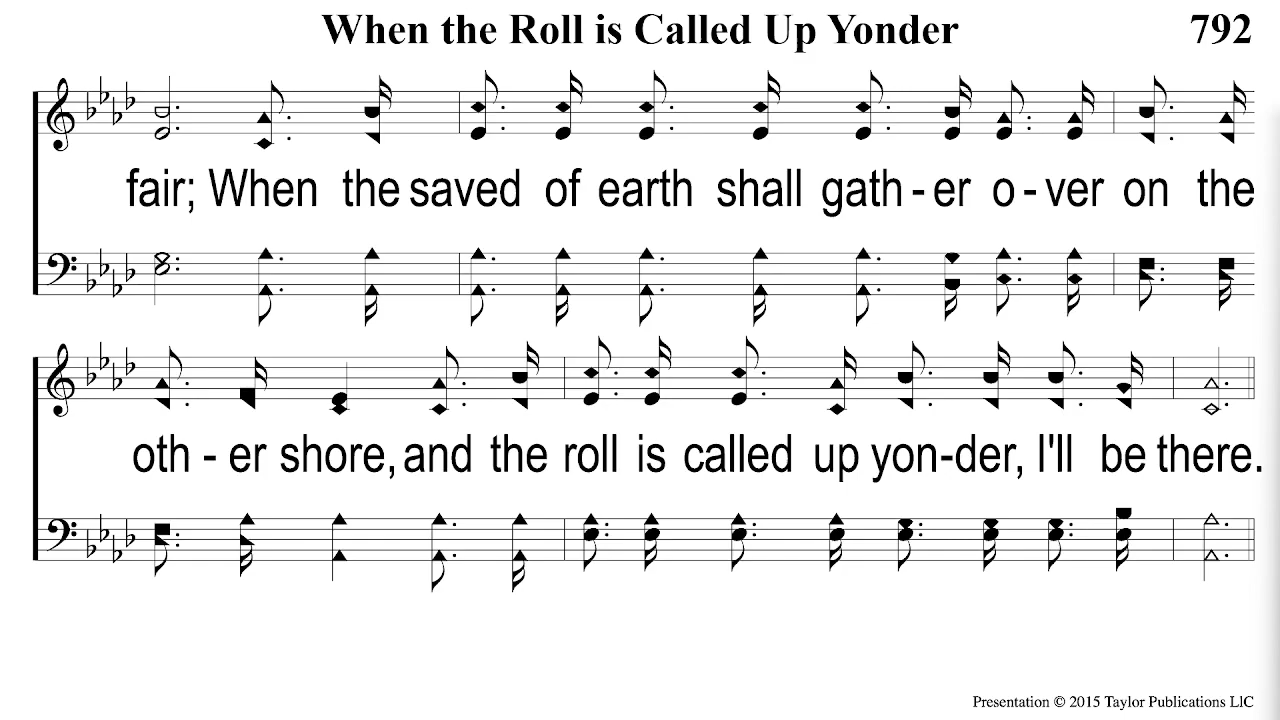 When the Roll is Called Up Yonder 792
fair; When the saved of earth shall gath - er o - ver on the
oth - er shore, and the roll is called up yon-der, I'll be there.
Presentation © 2015 Taylor Publications LlC